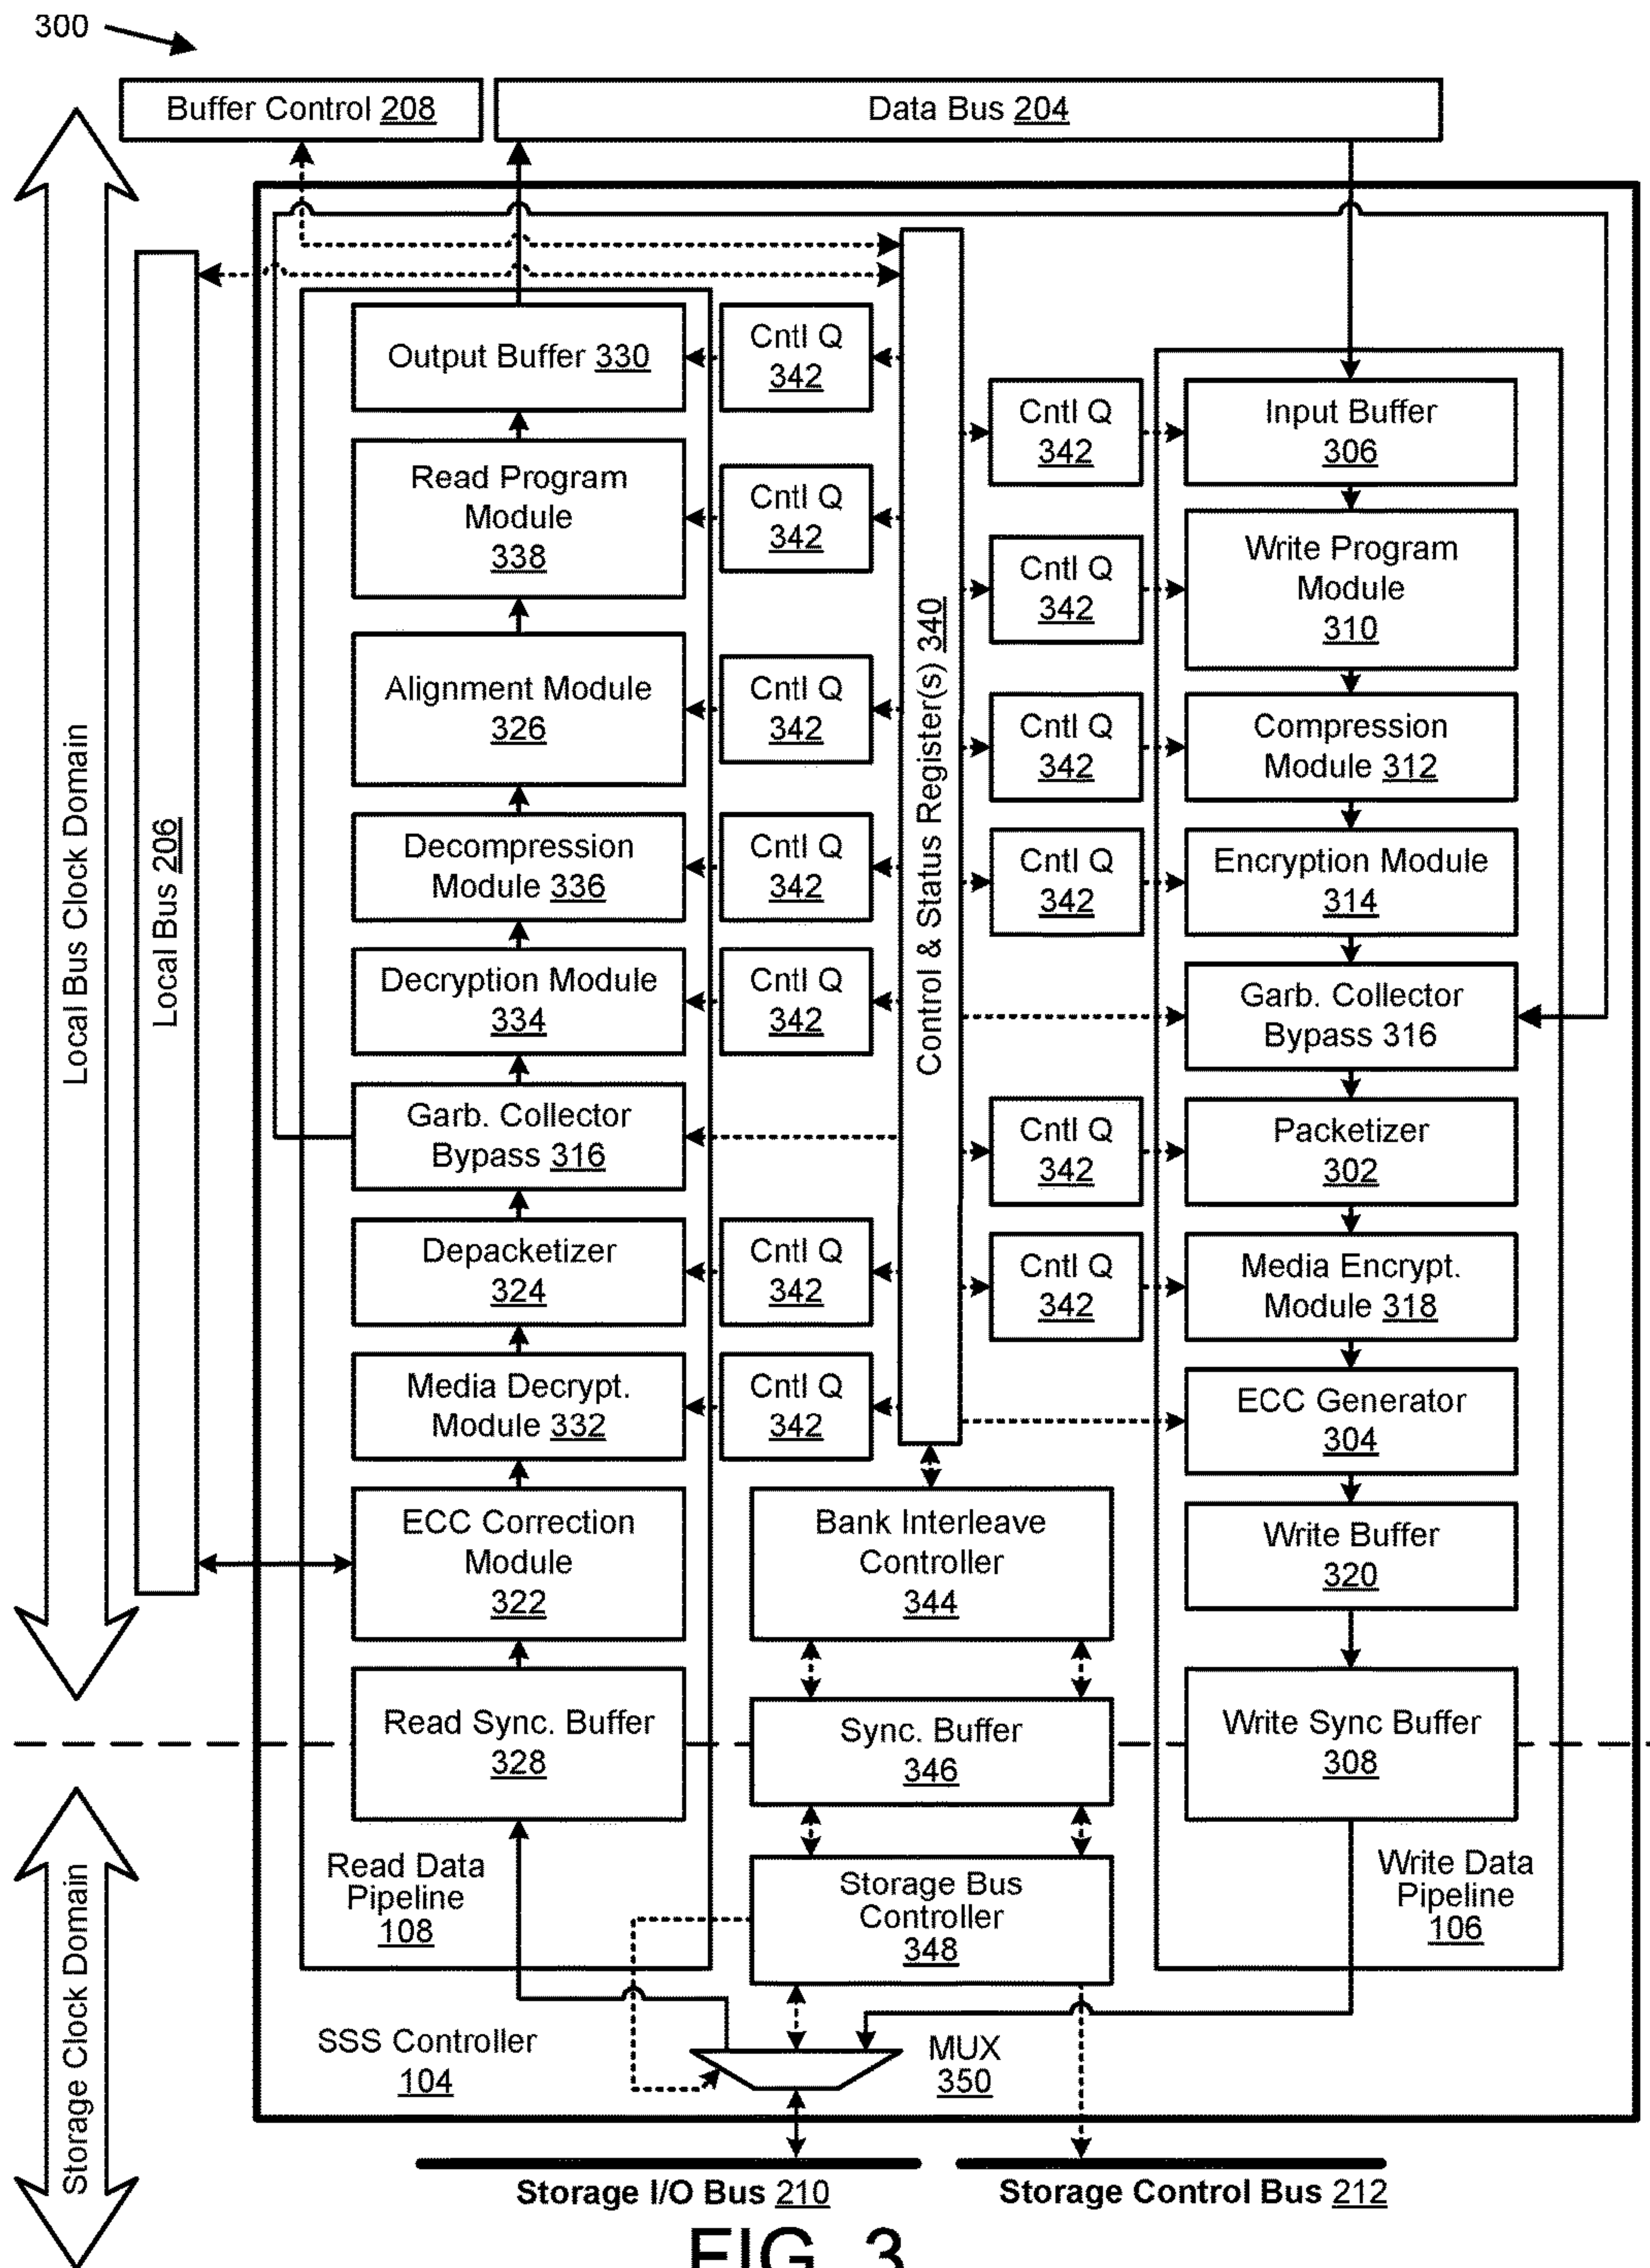 300
Buffer Control 208
Data Bus 204
Local Bus Clock Domain
Local Bus 206
Output Buffer 330
Cntl Q
342
Read Program
Module
338
Cntl Q
342
Alignment Module
326
Cntl Q
342
Decompression
Module 336
Cntl Q
342
Decryption Module
334
Cntl Q
342
Garb. Collector
Bypass 316
Depacketizer
324
Cntl Q
342
Media Decrypt.
Module 332
Cntl Q
342
ECC Correction
Module
322
Read Sync. Buffer
328
Read Data
Pipeline
108
Control & Status Register(s) 340
Bank Interleave
Controller
344
Sync. Buffer
346
Storage Bus
Controller
348
Cntl Q
342
Input Buffer
306
Cntl Q
342
Write Program
Module
310
Cntl Q
342
Compression
Module 312
Cntl Q
342
Encryption Module
314
Garb. Collector
Bypass 316
Cntl Q
342
Packetizer
302
Cntl Q
342
Media Encrypt.
Module 318
ECC Generator
304
Write Buffer
320
Write Sync Buffer
308
Write Data
Pipeline
106
Storage Clock Domain
SSS Controller
104
MUX
350
Storage I/O Bus 210
Storage Control Bus 212
FIG. 3